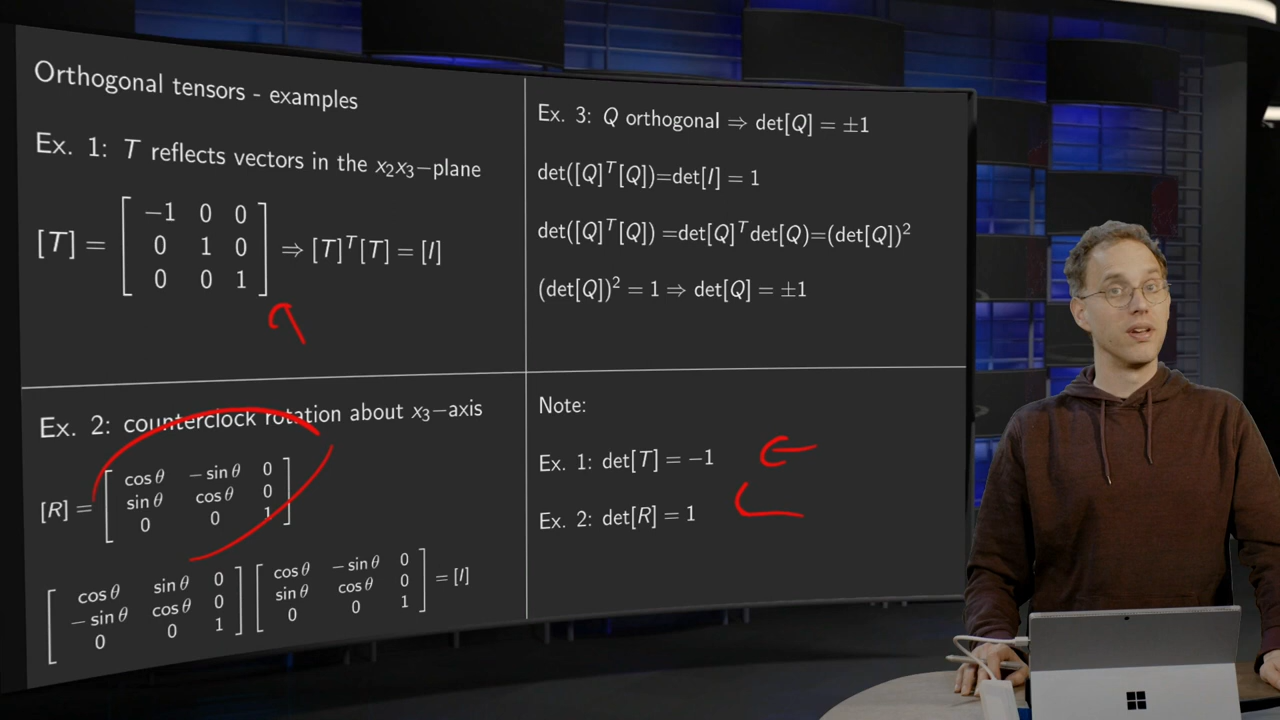 Orthogonal tensors - examples
Ex. 1: T reflects vectors in the x₂x₃−plane
[T] = [ −1 0 0
0 1 0
0 0 1 ] ⇒ [T]ᵀ[T] = [I]
Ex. 2: counterclock rotation about x₃−axis
[R] = [ cos θ − sin θ 0
sin θ cos θ 0
0 0 1 ]
[ cos θ sin θ 0
− sin θ cos θ 0
0 0 1 ] [ cos θ − sin θ 0
sin θ cos θ 0
0 0 1 ] = [I]
Ex. 3: Q orthogonal ⇒ det[Q] = ±1
det([Q]ᵀ[Q])=det[I] = 1
det([Q]ᵀ[Q]) =det[Q]ᵀdet[Q)=(det[Q])²
(det[Q])² = 1 ⇒ det[Q] = ±1
Note:
Ex. 1: det[T] = −1
Ex. 2: det[R] = 1